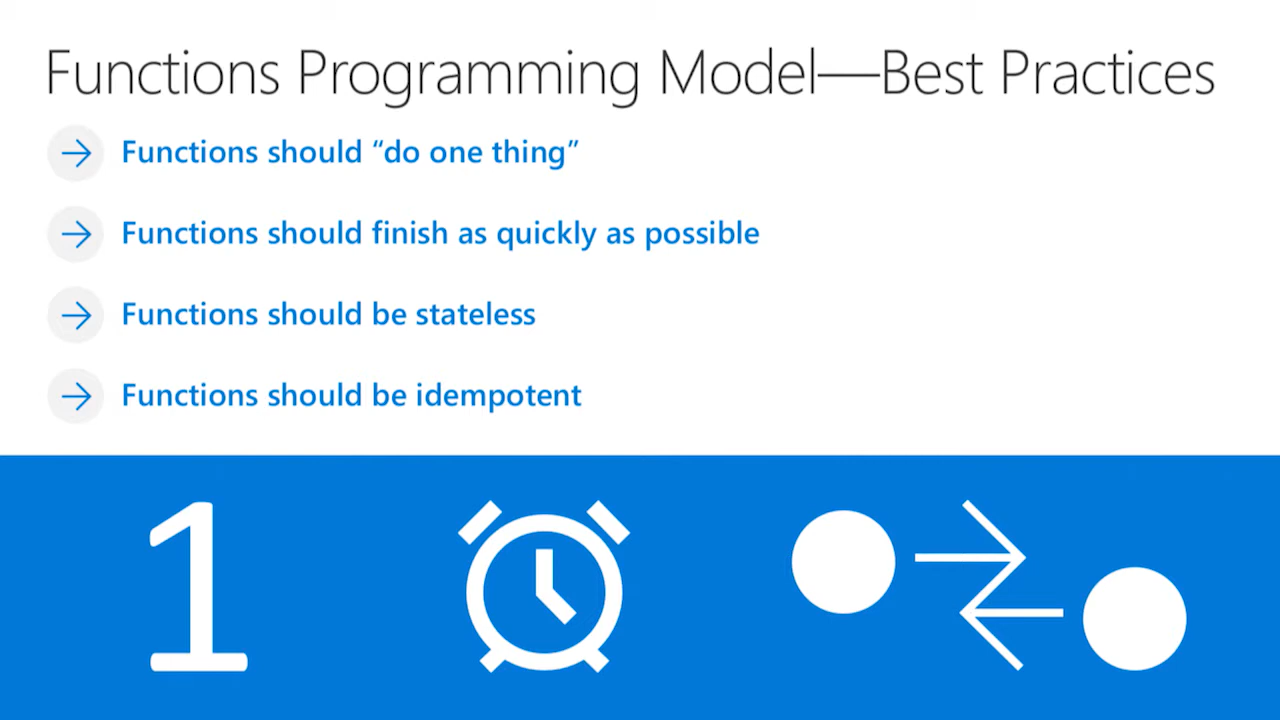 Functions Programming Model—Best Practices
Functions should “do one thing”
Functions should finish as quickly as possible
Functions should be stateless
Functions should be idempotent
1